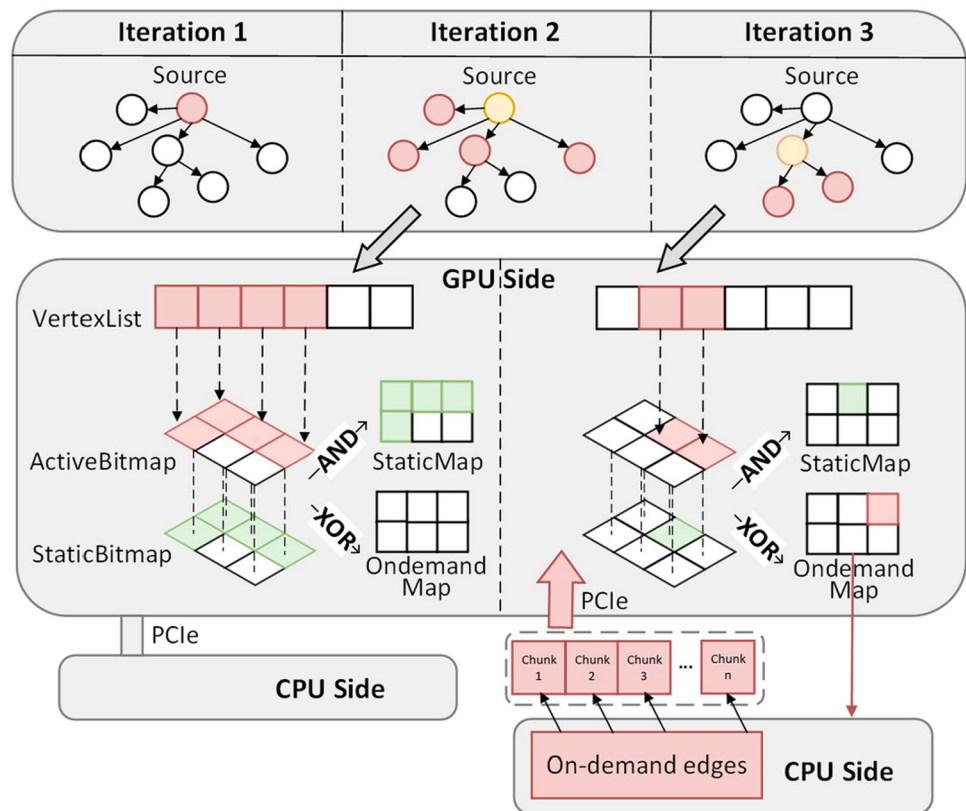 Iteration 1
Iteration 2
Iteration 3
Source
Source
Source
GPU Side
VertexList
ActiveBitmap
AND
StaticMap
AND
StaticMap
StaticBitmap
XOR
Ondemand
Map
XOR
Ondemand
Map
PCIe
PCIe
CPU Side
Chunk
1
Chunk
2
Chunk
3
...
Chunk
n
On-demand edges
CPU Side